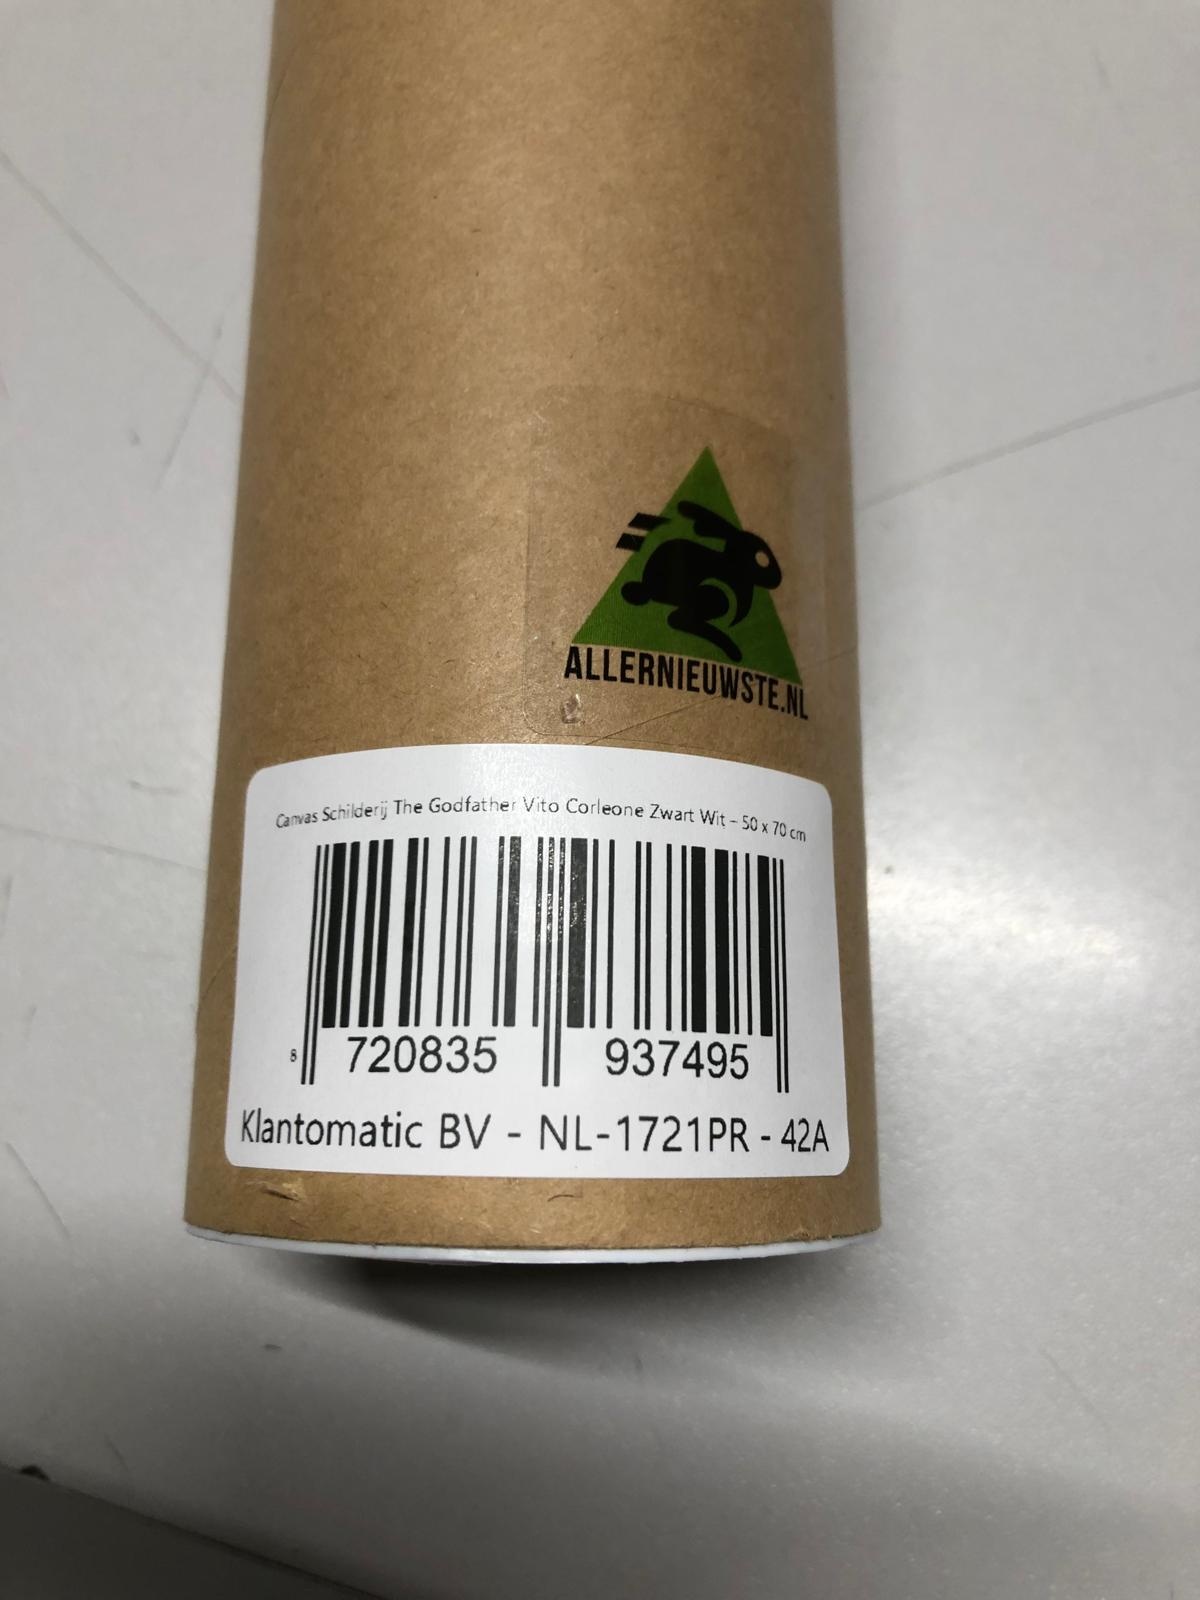 ALLERNIEUWSTE.NL
Canvas Schilderij The Godfather Vito Corleone Zwart Wit – 50 x 70 cm
8 720835 937495
Klantomatic BV - NL-1721PR - 42A